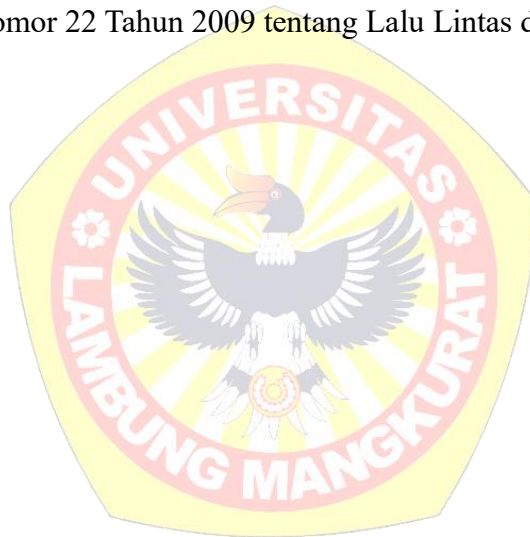 omor 22 Tahun 2009 tentang Lalu Lintas d
UNIVERSITAS
LAMBUNG MANGKURAT